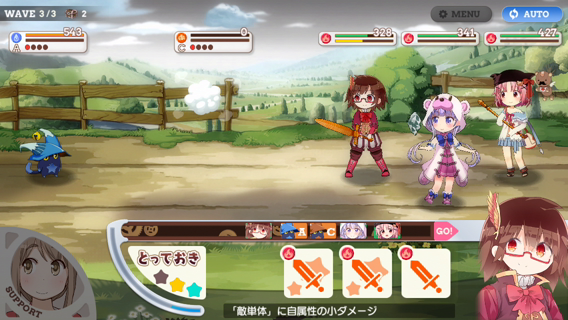 WAVE 3/3 2
MENU
AUTO
543
A
0
C
328
341
427
A C GO!
とっておき
SUPPORT
「敵単体」に自属性の小ダメージ